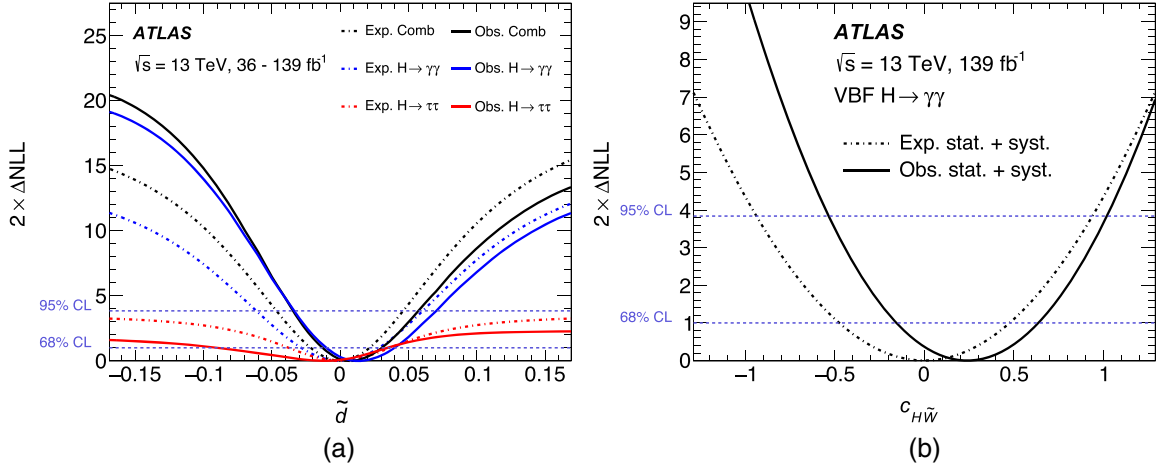 ATLAS
√s = 13 TeV, 36 - 139 fb⁻¹
Exp. Comb
Obs. Comb
Exp. H→γγ
Obs. H→γγ
Exp. H→ττ
Obs. H→ττ
2 × ΔNLL
25
20
15
10
5
0
95% CL
68% CL
−0.15
−0.1
−0.05
0
0.05
0.1
0.15
d̃
(a)
ATLAS
√s = 13 TeV, 139 fb⁻¹
VBF H→γγ
Exp. stat. + syst.
Obs. stat. + syst.
2 × ΔNLL
9
8
7
6
5
4
3
2
1
0
95% CL
68% CL
−1
−0.5
0
0.5
1
c_{HW̃}
(b)